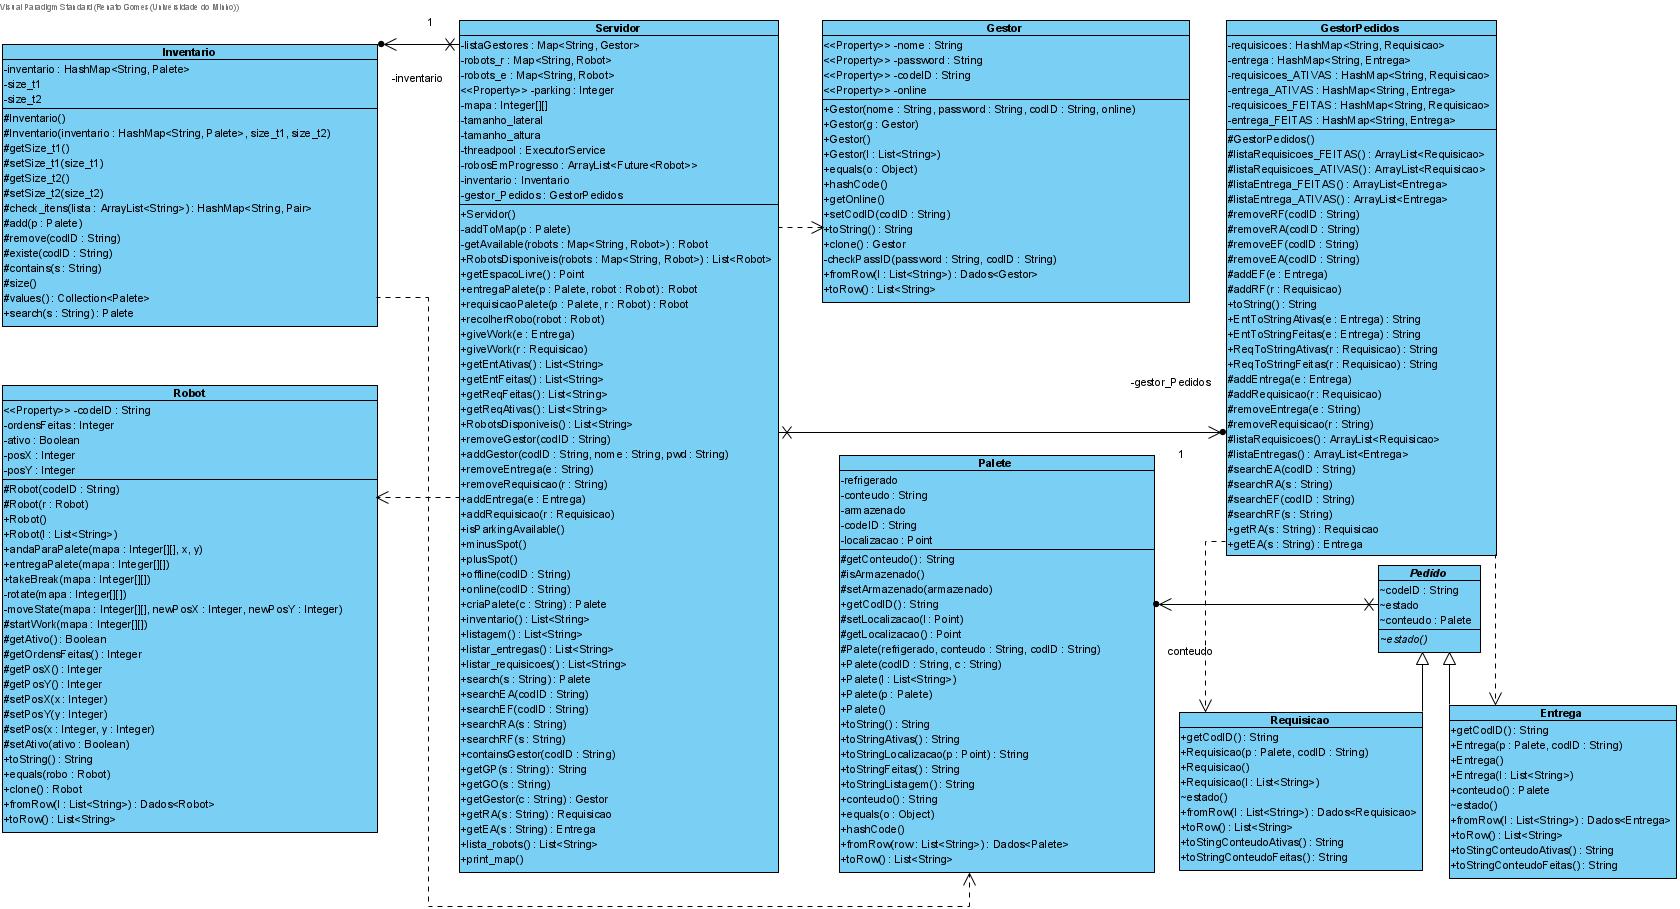 Visual Paradigm Standard (Renato Gomes (Universidade do Minho))
Inventario
-inventario : HashMap<String, Palete>
-size_t1
-size_t2
#Inventario()
#Inventario(inventario : HashMap<String, Palete>, size_t1, size_t2)
#getSize_t1()
#setSize_t1(size_t1)
#getSize_t2()
#setSize_t2(size_t2)
#check_itens(lista : ArrayList<String>) : HashMap<String, Pair>
#add(p : Palete)
#remove(codID : String)
#existe(codID : String)
#contains(s : String)
#size()
#values() : Collection<Palete>
+search(s : String) : Palete
1
-inventario
Robot
<<Property>> -codeID : String
-ordensFeitas : Integer
-ativo : Boolean
-posX : Integer
-posY : Integer
#Robot(codeID : String)
#Robot(r : Robot)
+Robot()
+Robot(l : List<String>)
+andaParaPalete(mapa : Integer[][], x, y)
+entregaPalete(mapa : Integer[][])
+takeBreak(mapa : Integer[][])
-rotate(mapa : Integer[][])
-moveState(mapa : Integer[][], newPosX : Integer, newPosY : Integer)
#startWork(mapa : Integer[][])
#getAtivo() : Boolean
#getOrdensFeitas() : Integer
#getPosX() : Integer
#getPosY() : Integer
#setPosX(x : Integer)
#setPosY(y : Integer)
#setPos(x : Integer, y : Integer)
#setAtivo(ativo : Boolean)
+toString() : String
+equals(robo : Robot)
+clone() : Robot
+fromRow(l : List<String>) : Dados<Robot>
+toRow() : List<String>
Servidor
-listaGestores : Map<String, Gestor>
-robots_r : Map<String, Robot>
-robots_e : Map<String, Robot>
<<Property>> -parking : Integer
-mapa : Integer[][]
-tamanho_lateral
-tamanho_altura
-threadpool : ExecutorService
-robosEmProgresso : ArrayList<Future<Robot>>
-inventario : Inventario
-gestor_Pedidos : GestorPedidos
+Servidor()
-addToMap(p : Palete)
-getAvailable(robots : Map<String, Robot>) : Robot
+RobotsDisponiveis(robots : Map<String, Robot>) : List<Robot>
+getEspacoLivre() : Point
+entregaPalete(p : Palete, robot : Robot) : Robot
+requisicaoPalete(p : Palete, r : Robot) : Robot
+recolherRobo(robot : Robot)
+giveWork(e : Entrega)
+giveWork(r : Requisicao)
+getEntAtivas() : List<String>
+getEntFeitas() : List<String>
+getReqFeitas() : List<String>
+getReqAtivas() : List<String>
+RobotsDisponiveis() : List<String>
+removeGestor(codID : String)
+addGestor(codID : String, nome : String, pwd : String)
+removeEntrega(e : String)
+removeRequisicao(r : String)
+addEntrega(e : Entrega)
+addRequisicao(r : Requisicao)
+isParkingAvailable()
+minusSpot()
+plusSpot()
+offline(codID : String)
+online(codID : String)
+criaPalete(c : String) : Palete
+inventario() : List<String>
+listagem() : List<String>
+listar_entregas() : List<String>
+listar_requisicoes() : List<String>
+search(s : String) : Palete
+searchEA(codID : String)
+searchEF(codID : String)
+searchRA(s : String)
+searchRF(s : String)
+containsGestor(codID : String)
+getGP(s : String) : String
+getGO(s : String)
+getGestor(c : String) : Gestor
+getRA(s : String) : Requisicao
+getEA(s : String) : Entrega
+lista_robots() : List<String>
+print_map()
Gestor
<<Property>> -nome : String
<<Property>> -password : String
<<Property>> -codeID : String
<<Property>> -online
+Gestor(nome : String, password : String, codID : String, online)
+Gestor(g : Gestor)
+Gestor()
+Gestor(l : List<String>)
+equals(o : Object)
+hashCode()
+getOnline()
+setCodID(codID : String)
+toString() : String
+clone() : Gestor
-checkPassID(password : String, codID : String)
+fromRow(l : List<String>) : Dados<Gestor>
+toRow() : List<String>
-gestor_Pedidos
1
Palete
-refrigerado
-conteudo : String
-armazenado
-codeID : String
-localizacao : Point
#getConteudo() : String
#isArmazenado()
#setArmazenado(armazenado)
+getCodID() : String
#setLocalizacao(l : Point)
#getLocalizacao() : Point
#Palete(refrigerado, conteudo : String, codID : String)
+Palete(codID : String, c : String)
+Palete(l : List<String>)
+Palete(p : Palete)
+Palete()
+toString() : String
+toStringAtivas() : String
+toStringLocalizacao(p : Point) : String
+toStringFeitas() : String
+toStringListagem() : String
+conteudo() : String
+equals(o : Object)
+hashCode()
+fromRow(row : List<String>) : Dados<Palete>
+toRow() : List<String>
GestorPedidos
-requisicoes : HashMap<String, Requisicao>
-entrega : HashMap<String, Entrega>
-requisicoes_ATIVAS : HashMap<String, Requisicao>
-entrega_ATIVAS : HashMap<String, Entrega>
-requisicoes_FEITAS : HashMap<String, Requisicao>
-entrega_FEITAS : HashMap<String, Entrega>
#GestorPedidos()
#listaRequisicoes_FEITAS() : ArrayList<Requisicao>
#listaRequisicoes_ATIVAS() : ArrayList<Requisicao>
#listaEntrega_FEITAS() : ArrayList<Entrega>
#listaEntrega_ATIVAS() : ArrayList<Entrega>
#removeRF(codID : String)
#removeRA(codID : String)
#removeEF(codID : String)
#removeEA(codID : String)
#addEF(e : Entrega)
#addRF(r : Requisicao)
+toString() : String
+EntToStringAtivas(e : Entrega) : String
+EntToStringFeitas(e : Entrega) : String
+ReqToStringAtivas(r : Requisicao) : String
+ReqToStringFeitas(r : Requisicao) : String
#addEntrega(e : Entrega)
#addRequisicao(r : Requisicao)
#removeEntrega(e : String)
#removeRequisicao(r : String)
#listaRequisicoes() : ArrayList<Requisicao>
#listaEntregas() : ArrayList<Entrega>
#searchEA(codID : String)
#searchRA(s : String)
#searchEF(codID : String)
#searchRF(s : String)
+getRA(s : String) : Requisicao
+getEA(s : String) : Entrega
Pedido
~codeID : String
~estado
~conteudo : Palete
~estado()
conteudo
Requisicao
+getCodID() : String
+Requisicao(p : Palete, codID : String)
+Requisicao()
+Requisicao(l : List<String>)
~estado()
+fromRow(l : List<String>) : Dados<Requisicao>
+toRow() : List<String>
+toStingConteudoAtivas() : String
+toStringConteudoFeitas() : String
Entrega
+getCodID() : String
+Entrega(p : Palete, codID : String)
+Entrega()
+Entrega(l : List<String>)
+conteudo() : Palete
~estado()
+fromRow(l : List<String>) : Dados<Entrega>
+toRow() : List<String>
+toStingConteudoAtivas() : String
+toStringConteudoFeitas() : String